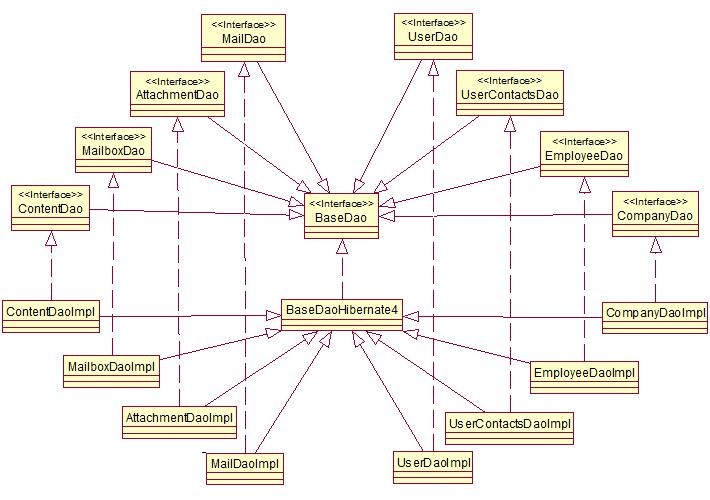 <<Interface>>
MailDao
<<Interface>>
UserDao
<<Interface>>
AttachmentDao
<<Interface>>
UserContactsDao
<<Interface>>
MailboxDao
<<Interface>>
EmployeeDao
<<Interface>>
ContentDao
<<Interface>>
BaseDao
<<Interface>>
CompanyDao
ContentDaoImpl
BaseDaoHibernate4
CompanyDaoImpl
MailboxDaoImpl
EmployeeDaoImpl
AttachmentDaoImpl
UserContactsDaoImpl
MailDaoImpl
UserDaoImpl